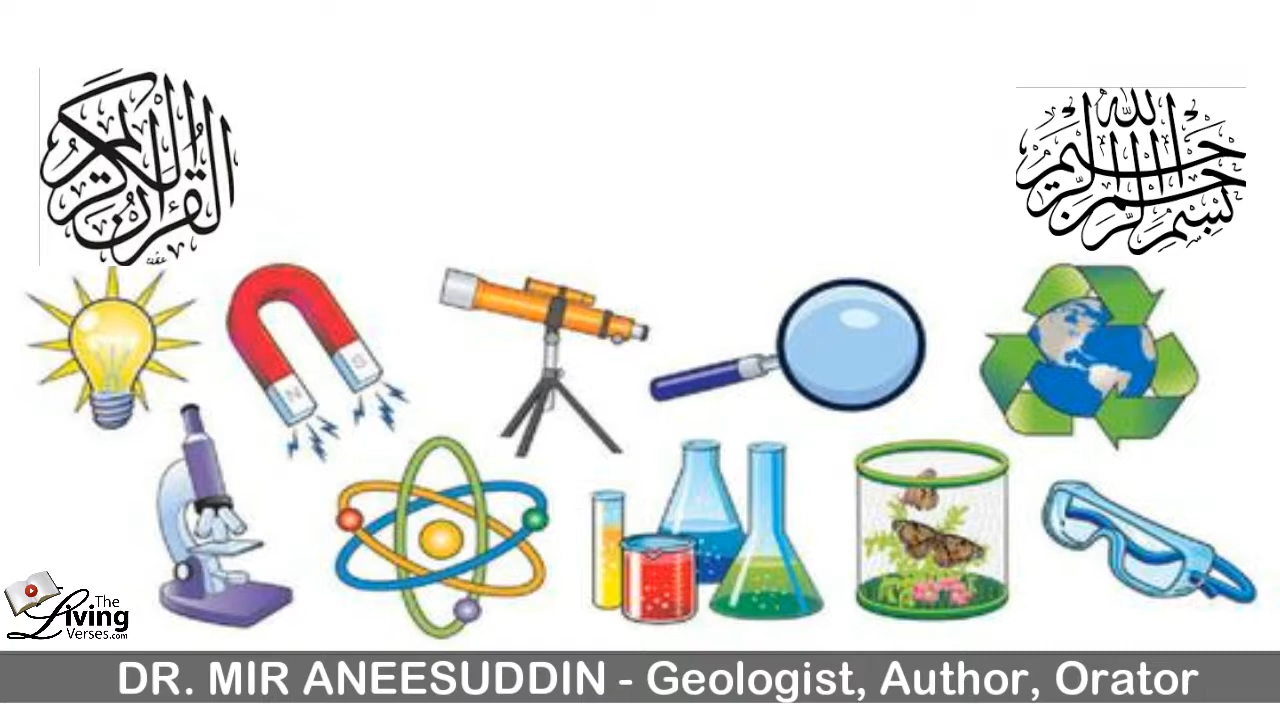 القرآن الكريم
بسم الله الرحمن الرحيم
N
S
The
Living
Verses.com
DR. MIR ANEESUDDIN - Geologist, Author, Orator